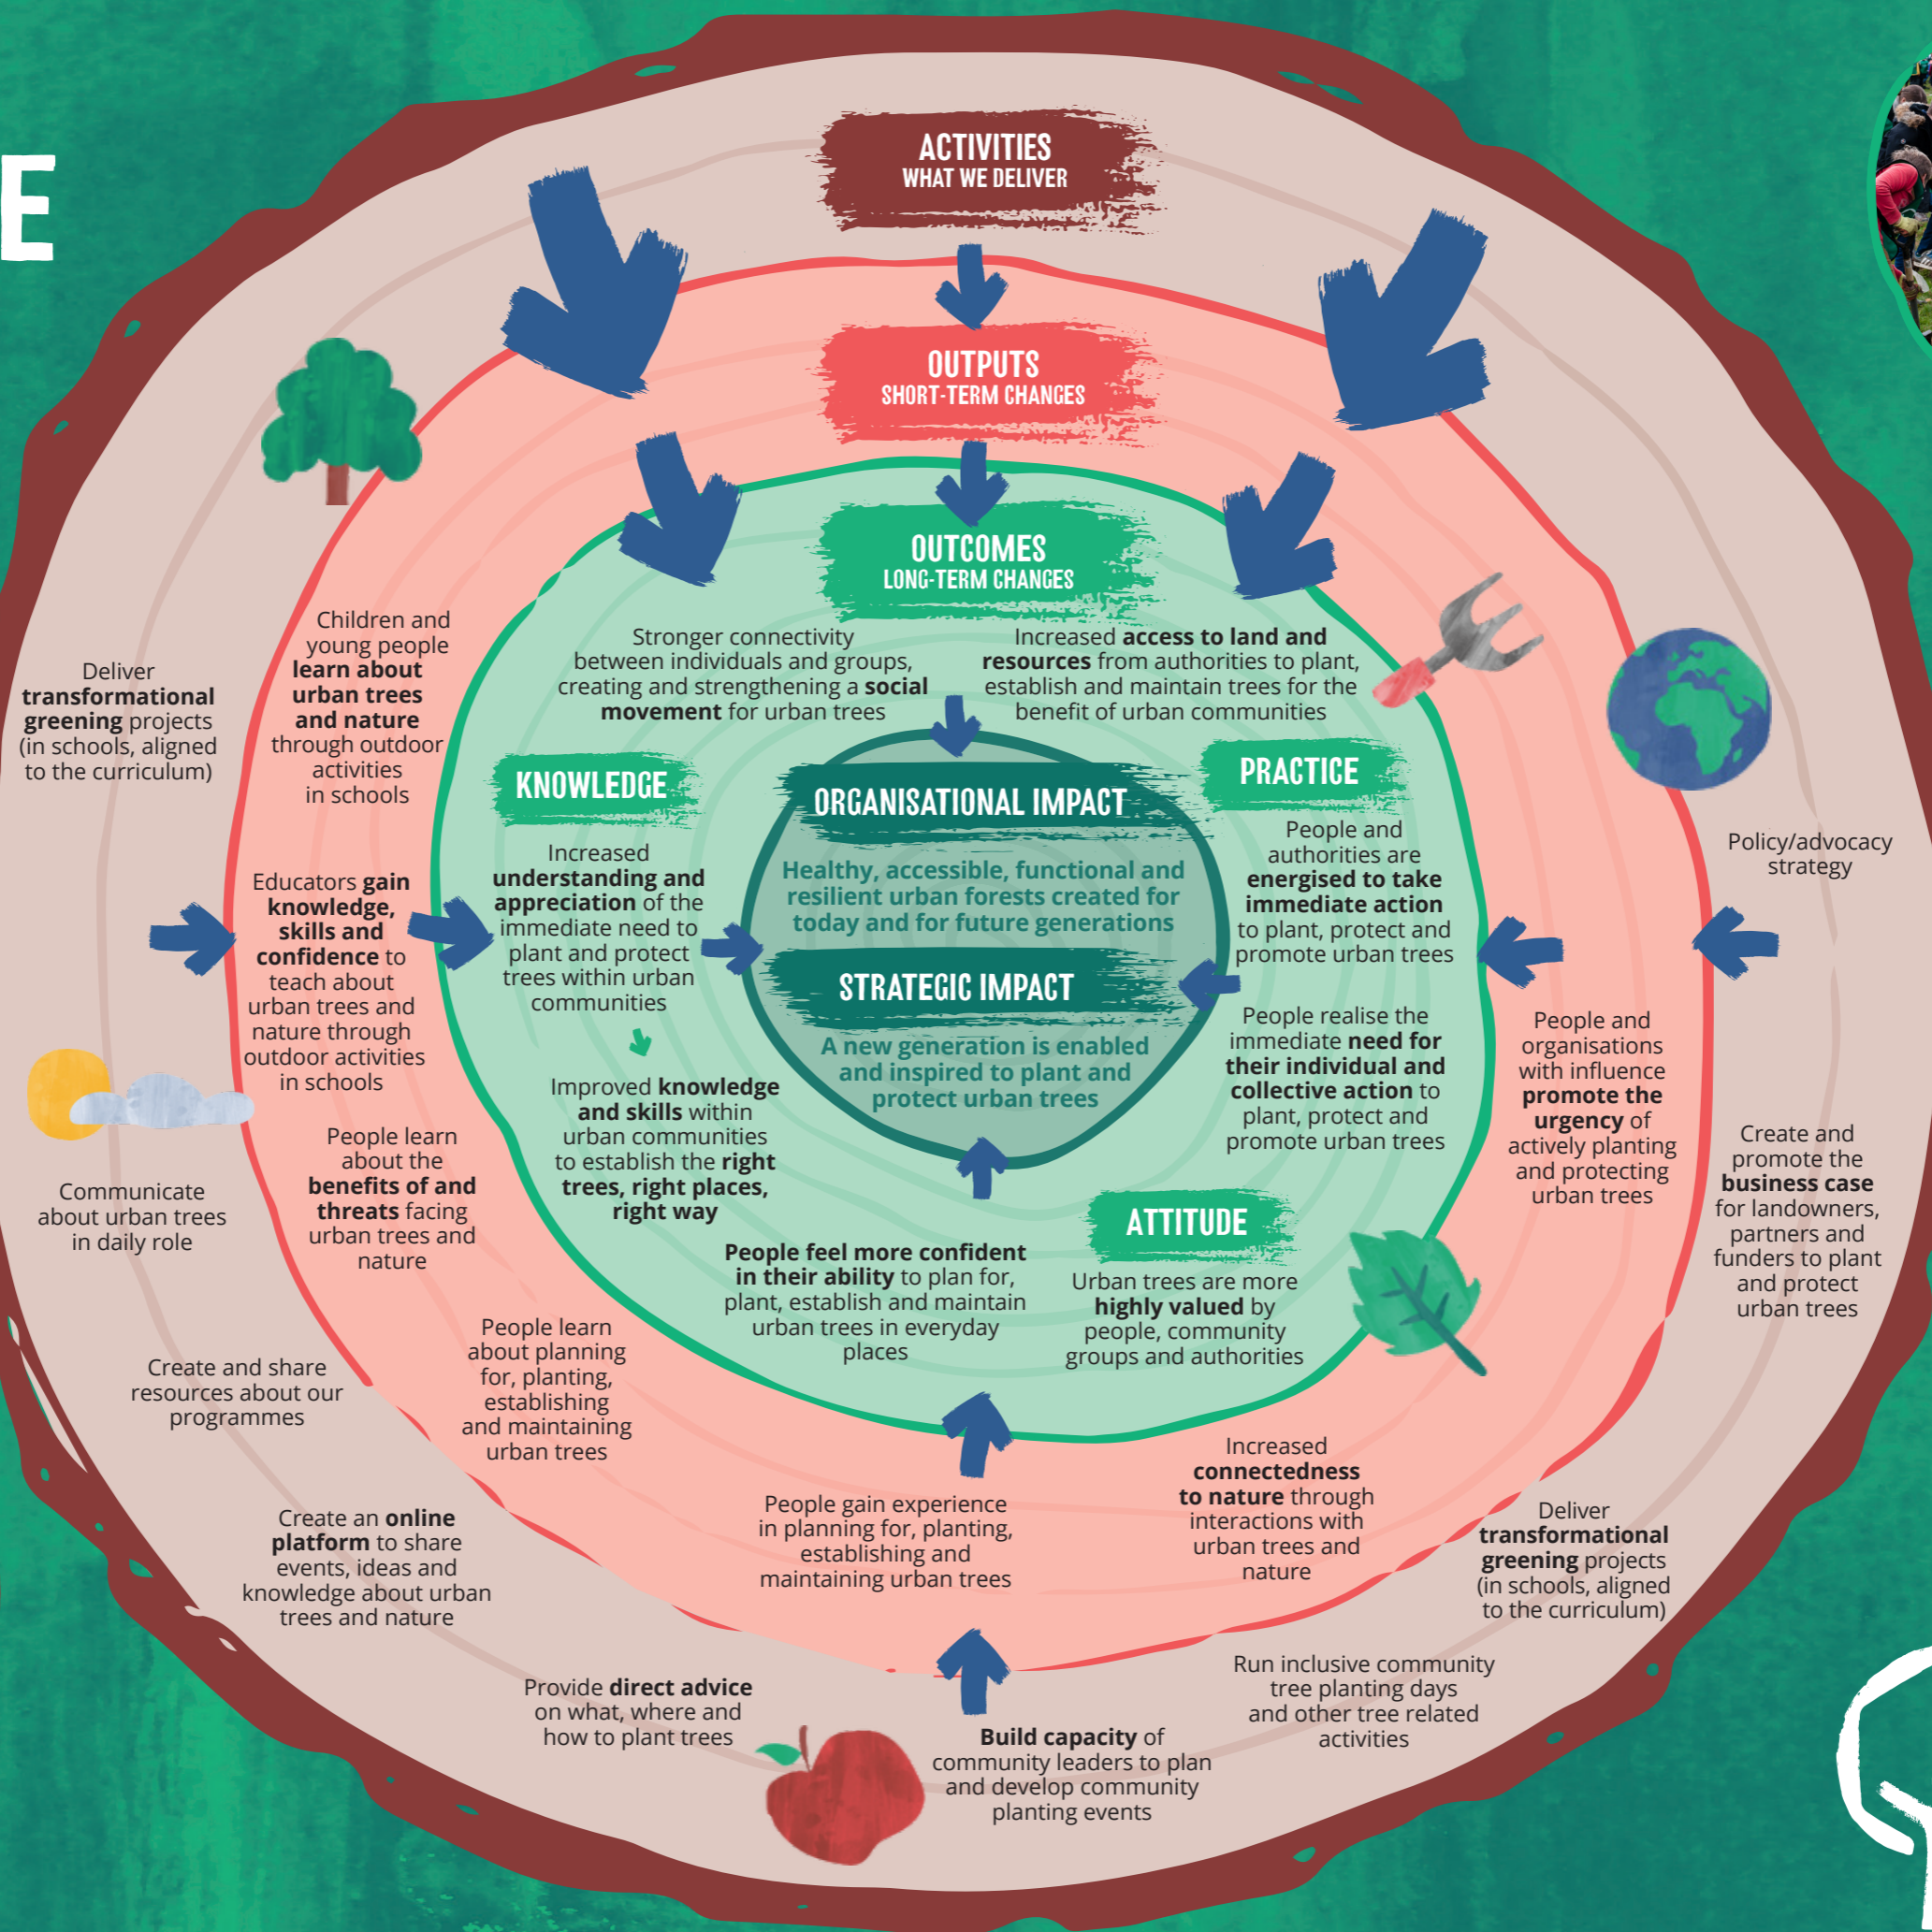 E
ACTIVITIES
WHAT WE DELIVER
OUTPUTS
SHORT-TERM CHANGES
OUTCOMES
LONG-TERM CHANGES
Stronger connectivity
between individuals and groups,
creating and strengthening a social
movement for urban trees
Increased access to land and
resources from authorities to plant,
establish and maintain trees for the
benefit of urban communities
KNOWLEDGE
Increased
understanding and
appreciation of the
immediate need to
plant and protect
trees within urban
communities
Improved knowledge
and skills within
urban communities
to establish the right
trees, right places,
right way
ORGANISATIONAL IMPACT
Healthy, accessible, functional and
resilient urban forests created for
today and for future generations
STRATEGIC IMPACT
A new generation is enabled
and inspired to plant and
protect urban trees
PRACTICE
People and
authorities are
energised to take
immediate action
to plant, protect and
promote urban trees
People realise the
immediate need for
their individual and
collective action to
plant, protect and
promote urban trees
ATTITUDE
Urban trees are more
highly valued by
people, community
groups and authorities
People feel more confident
in their ability to plan for,
plant, establish and maintain
urban trees in everyday
places
Children and
young people
learn about
urban trees
and nature
through outdoor
activities
in schools
Educators gain
knowledge,
skills and
confidence to
teach about
urban trees and
nature through
outdoor activities
in schools
People learn
about the
benefits of and
threats facing
urban trees and
nature
People learn
about planning
for, planting,
establishing
and maintaining
urban trees
People gain experience
in planning for, planting,
establishing and
maintaining urban trees
Increased
connectedness
to nature through
interactions with
urban trees and
nature
People and
organisations
with influence
promote the
urgency of
actively planting
and protecting
urban trees
Deliver
transformational
greening projects
(in schools, aligned
to the curriculum)
Communicate
about urban trees
in daily role
Create and share
resources about our
programmes
Create an online
platform to share
events, ideas and
knowledge about urban
trees and nature
Provide direct advice
on what, where and
how to plant trees
Build capacity of
community leaders to plan
and develop community
planting events
Run inclusive community
tree planting days
and other tree related
activities
Deliver
transformational
greening projects
(in schools, aligned
to the curriculum)
Create and
promote the
business case
for landowners,
partners and
funders to plant
and protect
urban trees
Policy/advocacy
strategy